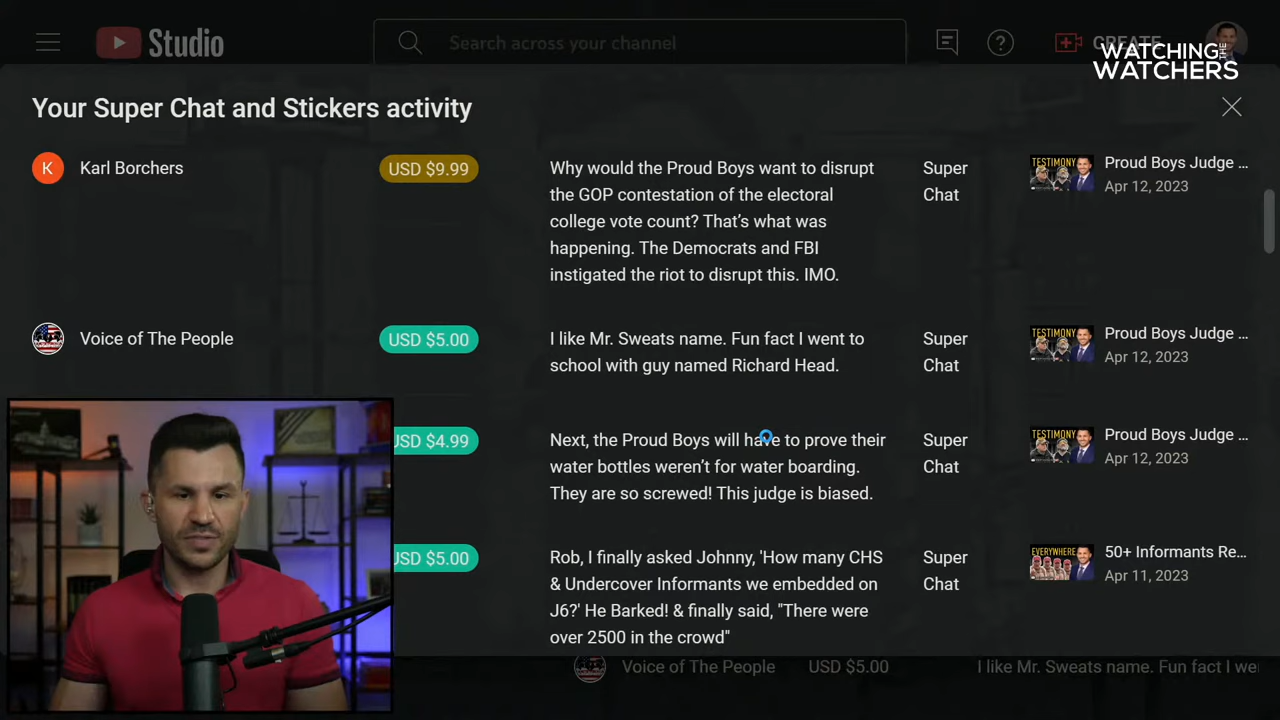 Studio
Search across your channel
CREATE
WATCHING THE
WATCHERS
Your Super Chat and Stickers activity
K
Karl Borchers
USD $9.99
Why would the Proud Boys want to disrupt
the GOP contestation of the electoral
college vote count? That’s what was
happening. The Democrats and FBI
instigated the riot to disrupt this. IMO.
Super
Chat
TESTIMONY
Proud Boys Judge ...
Apr 12, 2023
Voice of The People
USD $5.00
I like Mr. Sweats name. Fun fact I went to
school with guy named Richard Head.
Super
Chat
TESTIMONY
Proud Boys Judge ...
Apr 12, 2023
USD $4.99
Next, the Proud Boys will have to prove their
water bottles weren’t for water boarding.
They are so screwed! This judge is biased.
Super
Chat
TESTIMONY
Proud Boys Judge ...
Apr 12, 2023
USD $5.00
Rob, I finally asked Johnny, 'How many CHS
& Undercover Informants we embedded on
J6?' He Barked! & finally said, "There were
over 2500 in the crowd"
Super
Chat
EVERYWHERE
50+ Informants Re...
Apr 11, 2023
Voice of The People
USD $5.00
I like Mr. Sweats name. Fun fact I we